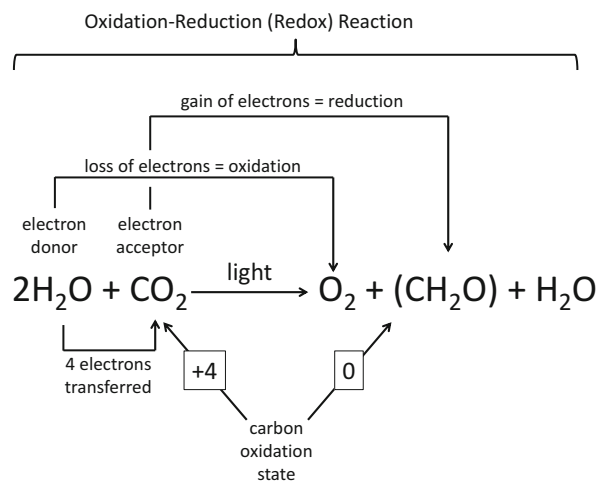 Oxidation-Reduction (Redox) Reaction
gain of electrons = reduction
loss of electrons = oxidation
electron
donor
electron
acceptor
2H₂O + CO₂ light O₂ + (CH₂O) + H₂O
4 electrons
transferred
+4
0
carbon
oxidation
state